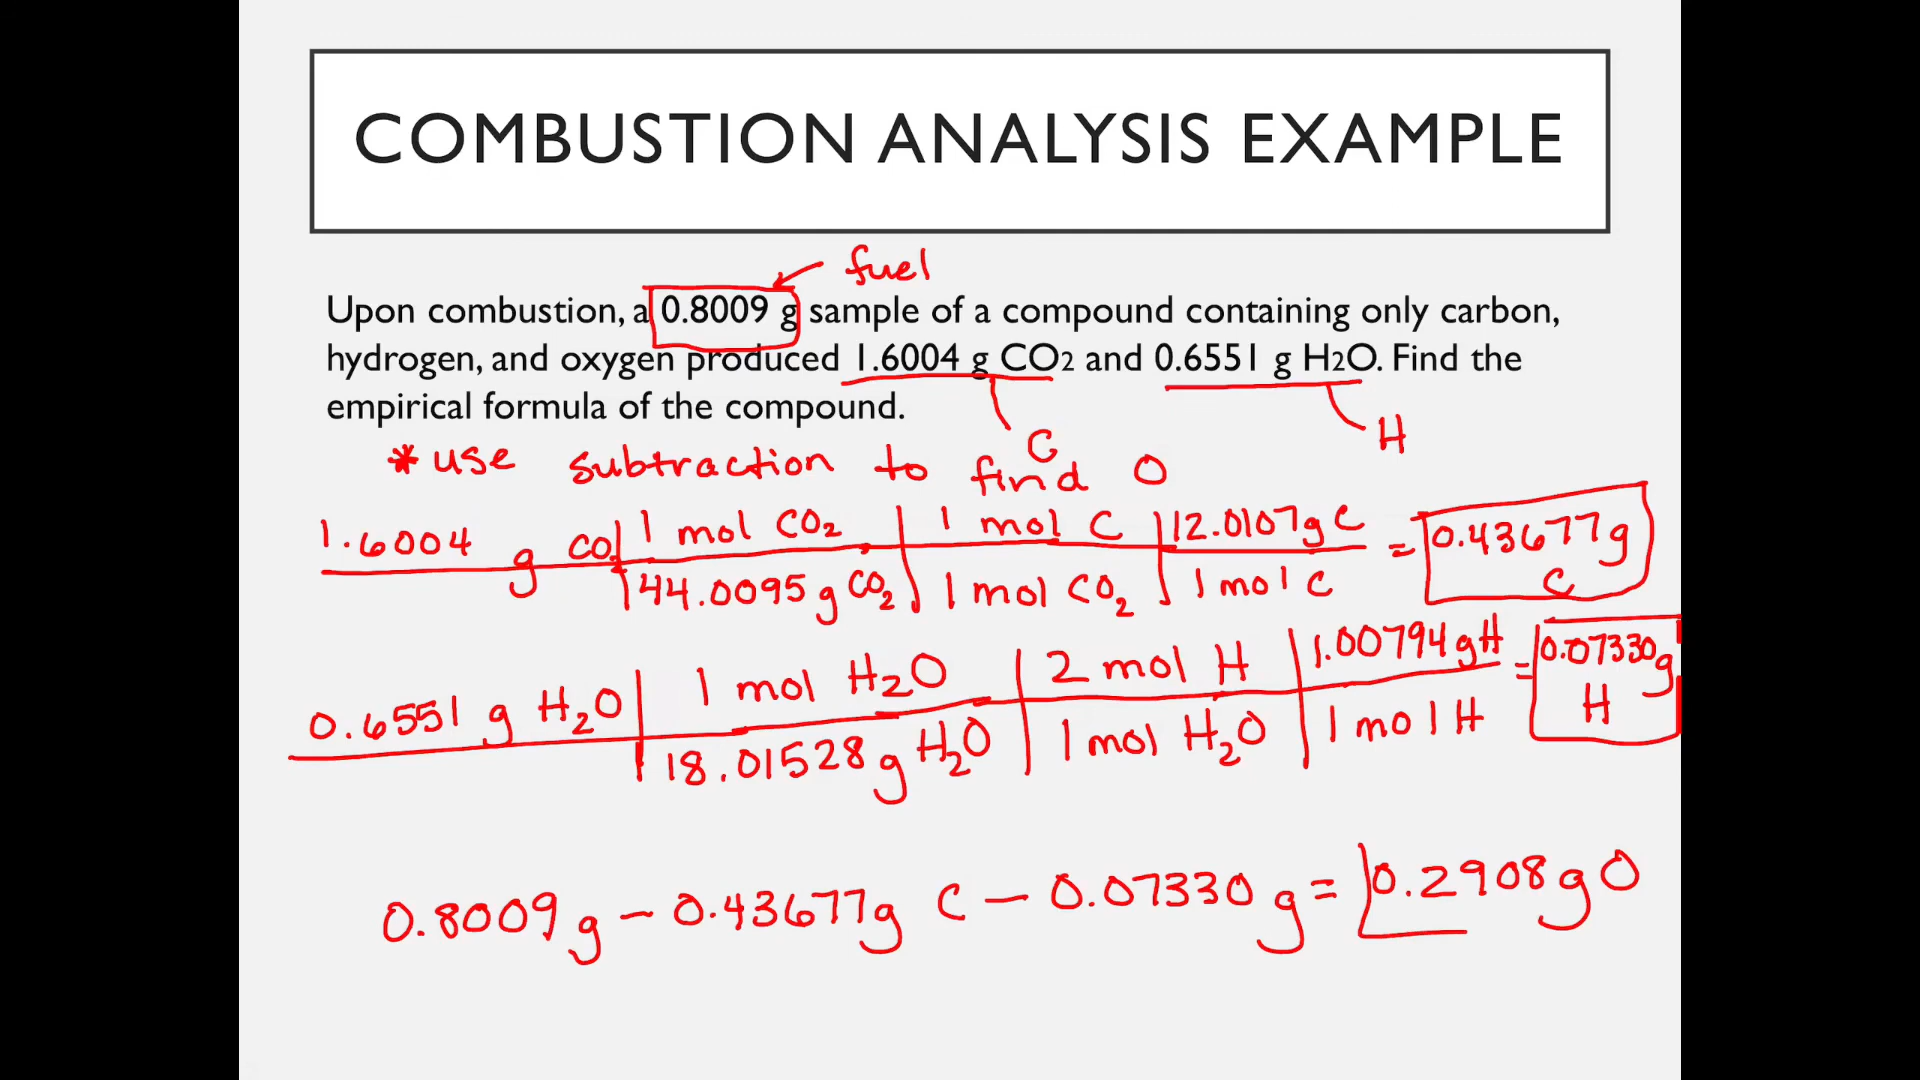 COMBUSTION ANALYSIS EXAMPLE
fuel
Upon combustion, a 0.8009 g sample of a compound containing only carbon,
hydrogen, and oxygen produced 1.6004 g CO2 and 0.6551 g H2O. Find the
empirical formula of the compound.
C
H
* use subtraction to find O
1.6004 g CO2 1 mol CO2 1 mol C 12.0107 g C = 0.43677 g
44.0095 g CO2 1 mol CO2 1 mol C C
0.6551 g H2O 1 mol H2O 2 mol H 1.00794 g H = 0.07330 g
18.01528 g H2O 1 mol H2O 1 mol H H
0.8009 g - 0.43677 g C - 0.07330 g = 0.2908 g O